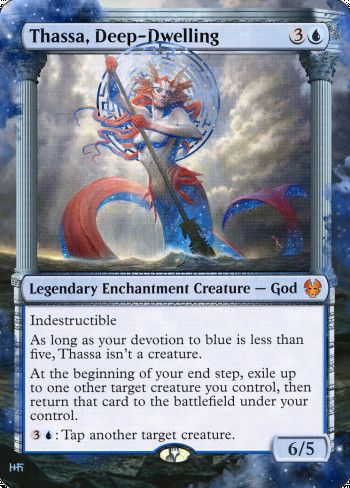 Thassa, Deep-Dwelling 3
Legendary Enchantment Creature — God
Indestructible
As long as your devotion to blue is less than
five, Thassa isn't a creature.
At the beginning of your end step, exile up
to one other target creature you control, then
return that card to the battlefield under your
control.
3 : Tap another target creature.
6/5